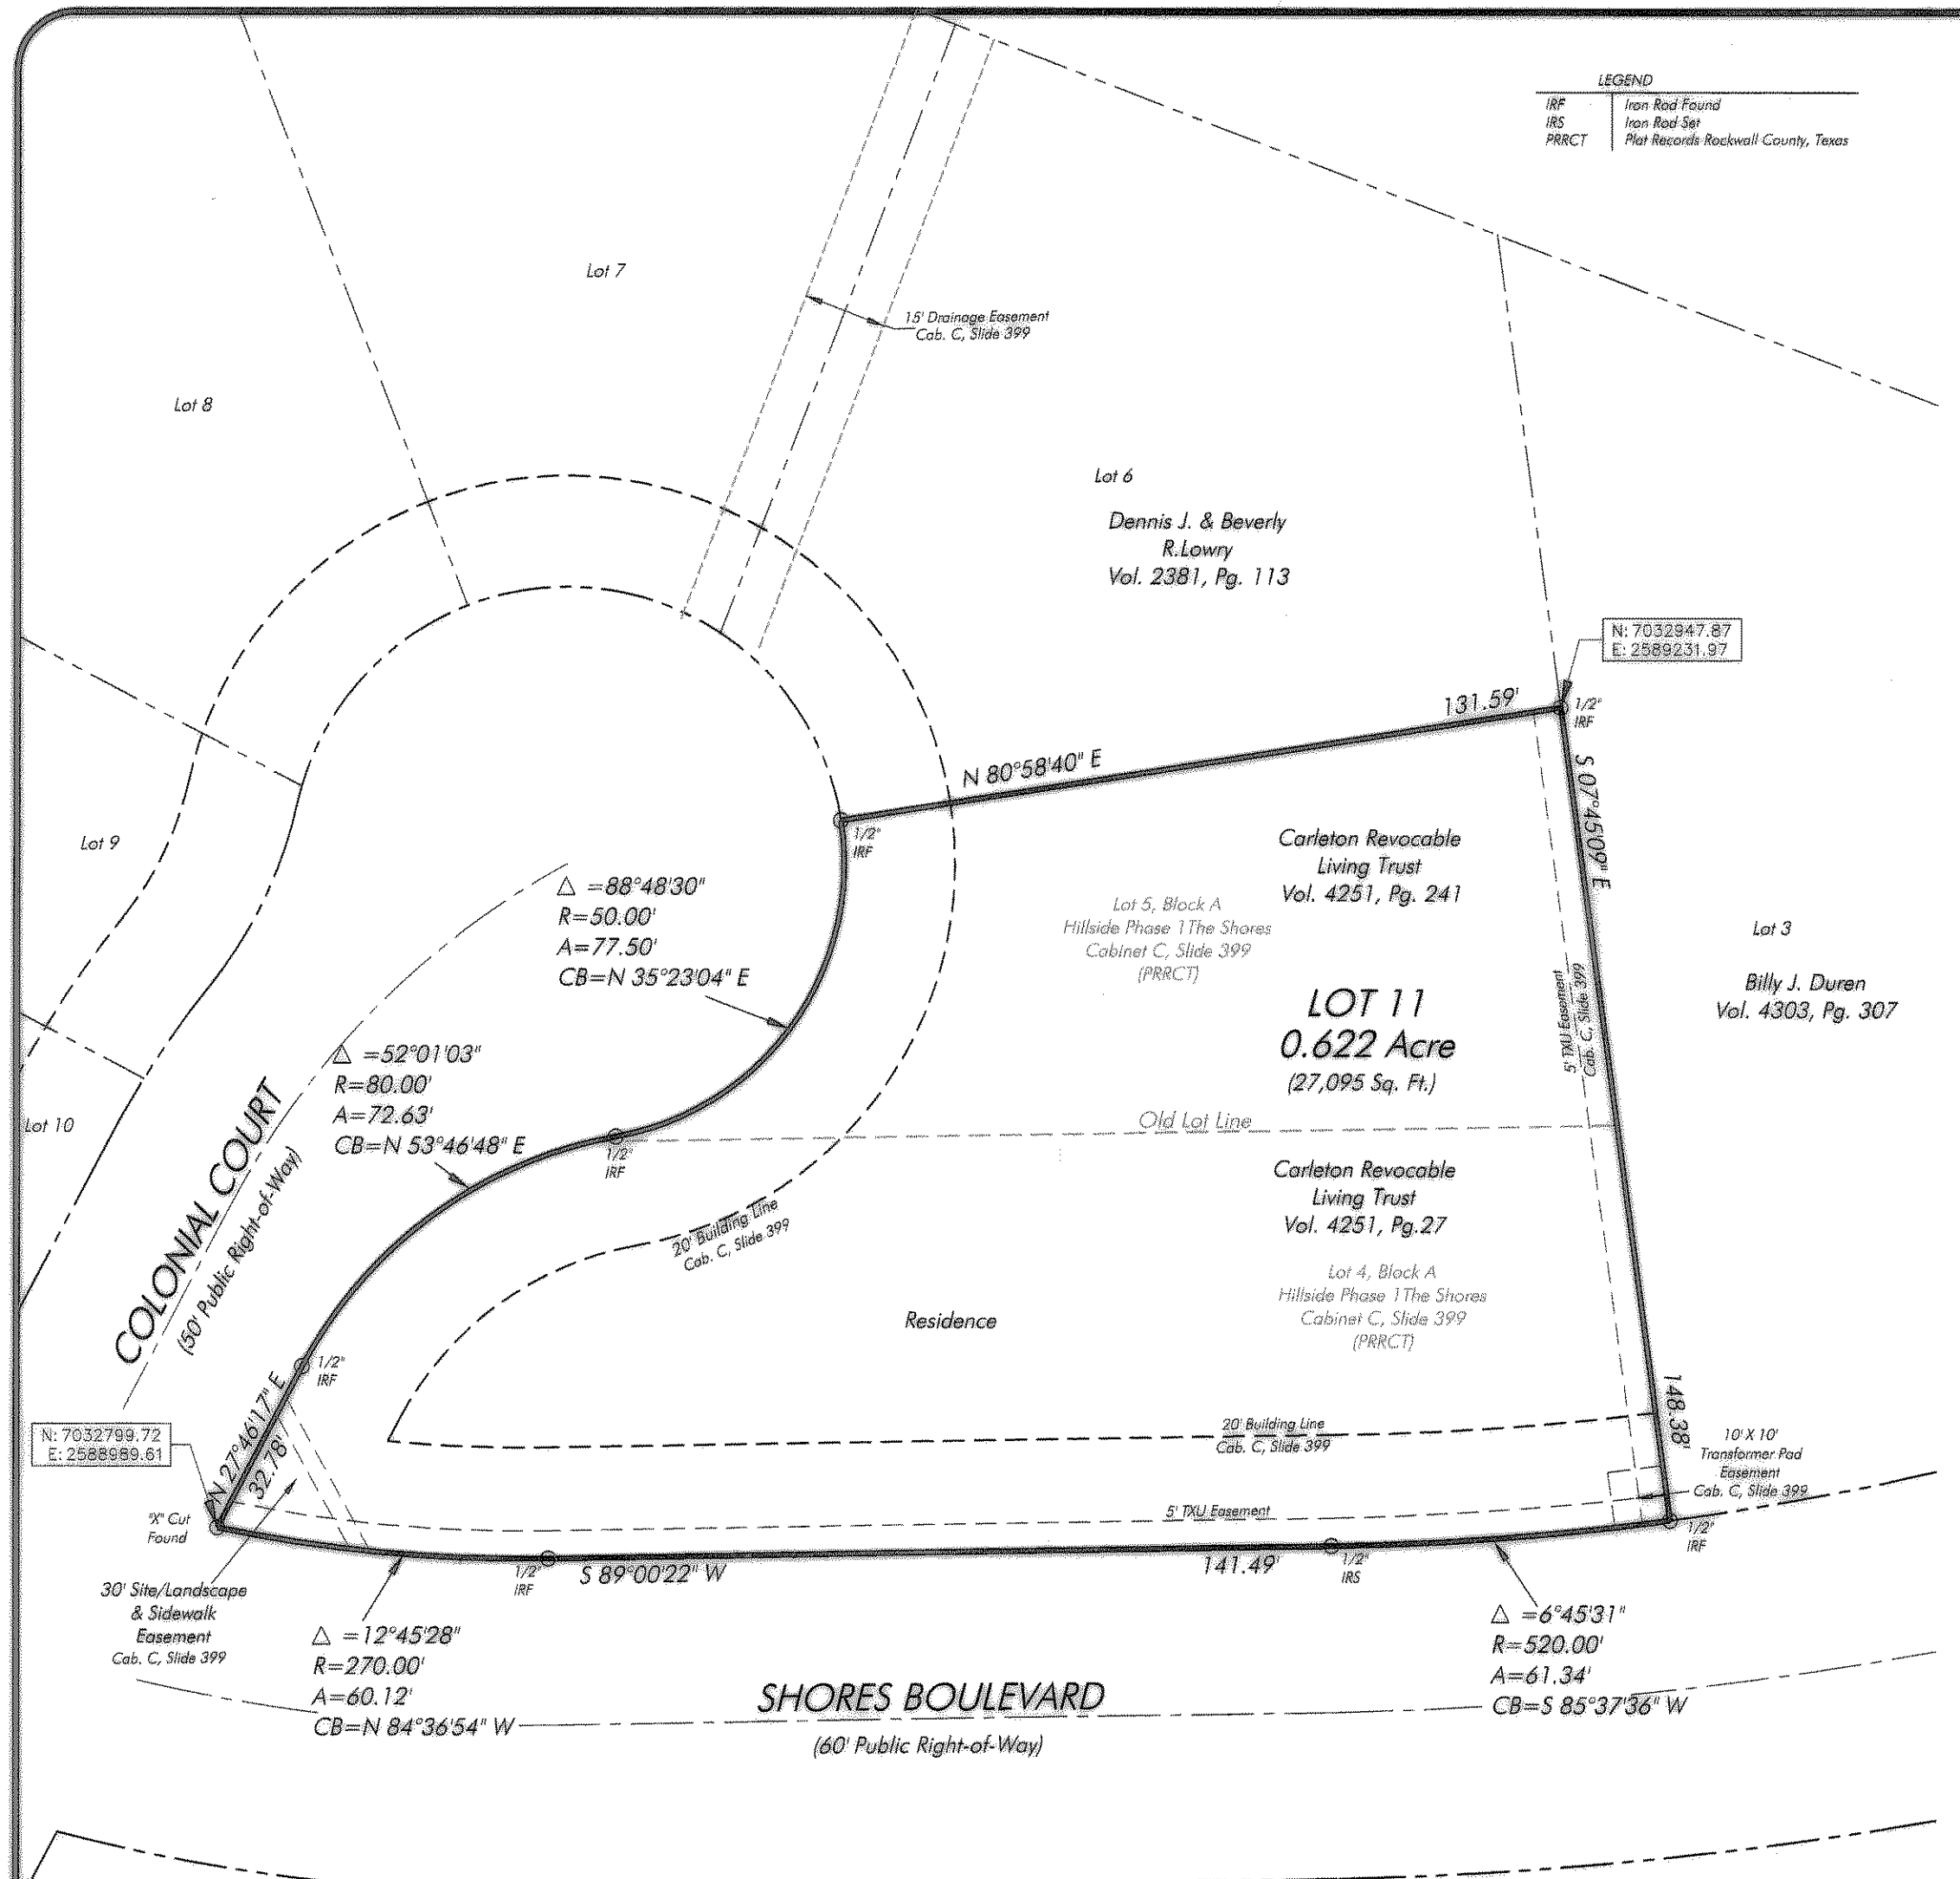 LEGEND
IRF Iron Rod Found
IRS Iron Rod Set
PRRCT Plat Records Rockwall County, Texas
Lot 7
15' Drainage Easement
Cab. C, Slide 399
Lot 8
Lot 6
Dennis J. & Beverly
R.Lowry
Vol. 2381, Pg. 113
N: 7032947.87
E: 2589231.97
131.59'
1/2"
IRF
N 80°58'40" E
S 07°45'09" E
1/2"
IRF
Lot 9
Carleton Revocable
Living Trust
Vol. 4251, Pg. 241
Δ =88°48'30"
R=50.00'
A=77.50'
CB=N 35°23'04" E
Lot 5, Block A
Hillside Phase 1 The Shores
Cabinet C, Slide 399
(PRRCT)
Lot 3
Billy J. Duren
Vol. 4303, Pg. 307
LOT 11
0.622 Acre
(27,095 Sq. Ft.)
5' TXU Easement
Cab. C, Slide 399
Δ =52°01'03"
R=80.00'
A=72.63'
CB=N 53°46'48" E
Lot 10
Old Lot Line
1/2"
IRF
COLONIAL COURT
(50' Public Right-of-Way)
Carleton Revocable
Living Trust
Vol. 4251, Pg.27
20' Building Line
Cab. C, Slide 399
Lot 4, Block A
Hillside Phase 1 The Shores
Cabinet C, Slide 399
(PRRCT)
Residence
1/2"
IRF
N 27°46'17" E
32.78'
N: 7032799.72
E: 2588989.61
148.38'
20' Building Line
Cab. C, Slide 399
10' X 10'
Transformer Pad
Easement
Cab. C, Slide 399
"X" Cut
Found
5' TXU Easement
1/2"
IRF
1/2"
IRF
S 89°00'22" W
141.49'
1/2"
IRS
30' Site/Landscape
& Sidewalk
Easement
Cab. C, Slide 399
Δ =12°45'28"
R=270.00'
A=60.12'
CB=N 84°36'54" W
Δ =6°45'31"
R=520.00'
A=61.34'
CB=S 85°37'36" W
SHORES BOULEVARD
(60' Public Right-of-Way)